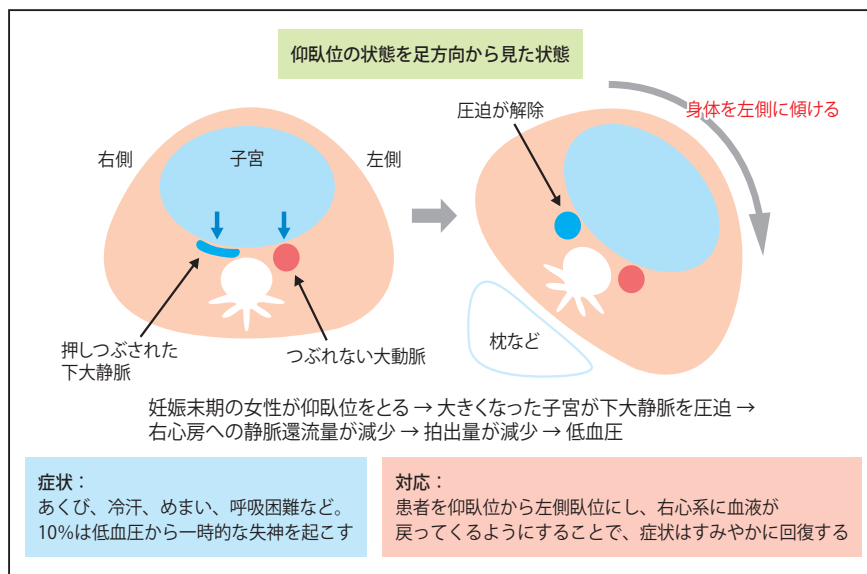 仰臥位の状態を足方向から見た状態
圧迫が解除
身体を左側に傾ける
右側
子宮
左側
押しつぶされた
下大静脈
つぶれない大動脈
枕など
妊娠末期の女性が仰臥位をとる → 大きくなった子宮が下大静脈を圧迫 →
右心房への静脈還流量が減少 → 拍出量が減少 → 低血圧
症状：
あくび、冷汗、めまい、呼吸困難など。
10%は低血圧から一時的な失神を起こす
対応：
患者を仰臥位から左側臥位にし、右心系に血液が
戻ってくるようにすることで、症状はすみやかに回復する